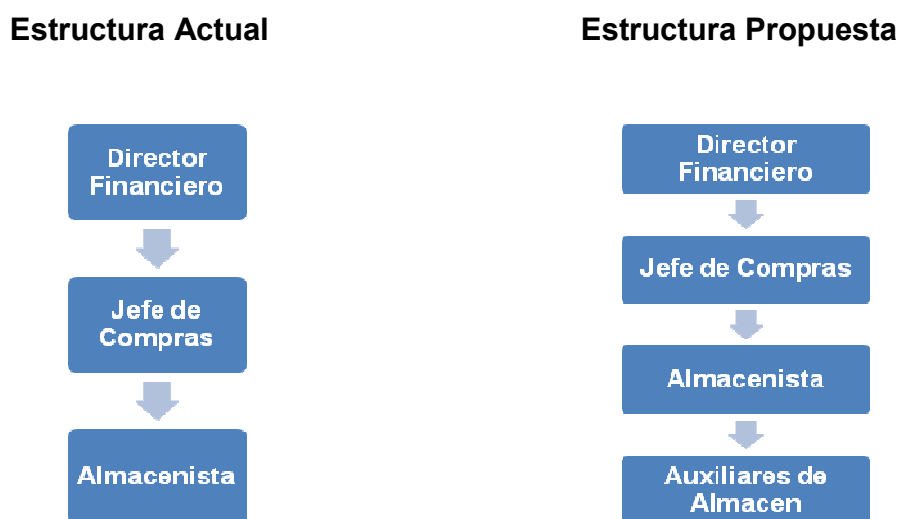 Estructura Actual
Estructura Propuesta
Director
Financiero
Jefe de
Compras
Almacenista
Director
Financiero
Jefe de Compras
Almacenista
Auxiliares de
Almacen